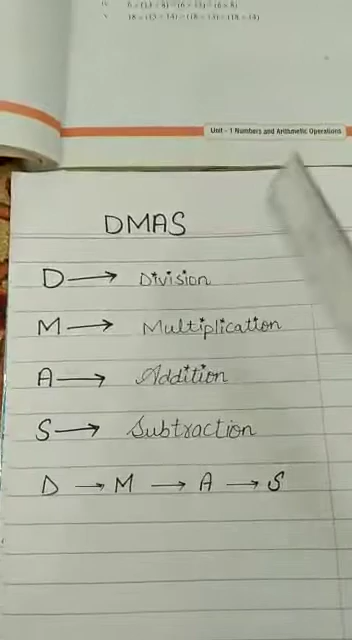 Unit - 1 Numbers and Arithmetic Operations
DMAS
D → Division
M → Multiplication
A → Addition
S → Subtraction
D → M → A → S